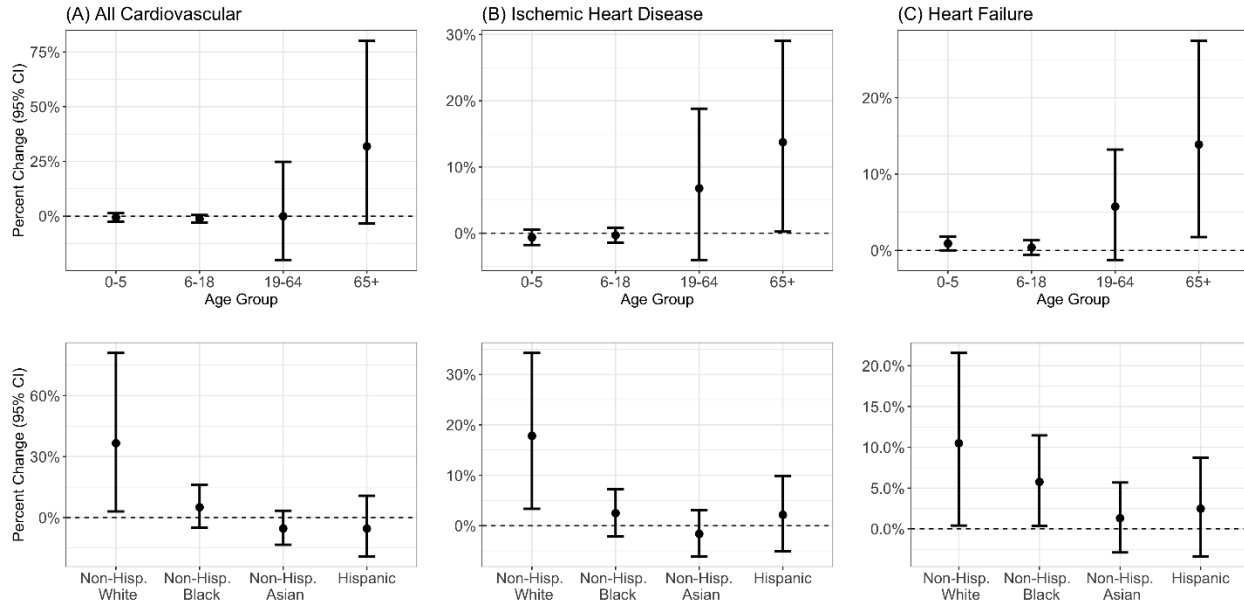 (A) All Cardiovascular
(B) Ischemic Heart Disease
(C) Heart Failure
Percent Change (95% CI)
75%
50%
25%
0%
0-5
6-18
19-64
65+
Age Group
30%
20%
10%
0%
0-5
6-18
19-64
65+
Age Group
20%
10%
0%
0-5
6-18
19-64
65+
Age Group
Percent Change (95% CI)
60%
30%
0%
Non-Hisp.
White
Non-Hisp.
Black
Non-Hisp.
Asian
Hispanic
30%
20%
10%
0%
Non-Hisp.
White
Non-Hisp.
Black
Non-Hisp.
Asian
Hispanic
20.0%
15.0%
10.0%
5.0%
0.0%
Non-Hisp.
White
Non-Hisp.
Black
Non-Hisp.
Asian
Hispanic